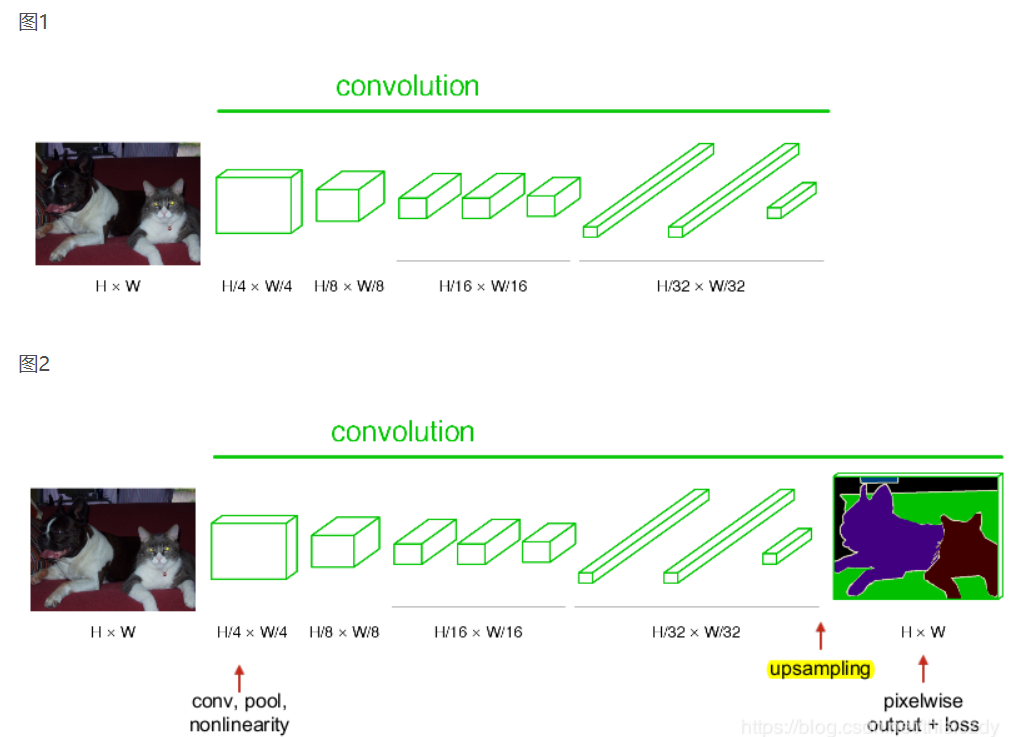 图1
convolution
H × W
H/4 × W/4
H/8 × W/8
H/16 × W/16
H/32 × W/32
图2
convolution
H × W
H/4 × W/4
H/8 × W/8
H/16 × W/16
H/32 × W/32
H × W
upsampling
conv, pool,
nonlinearity
pixelwise
output + loss